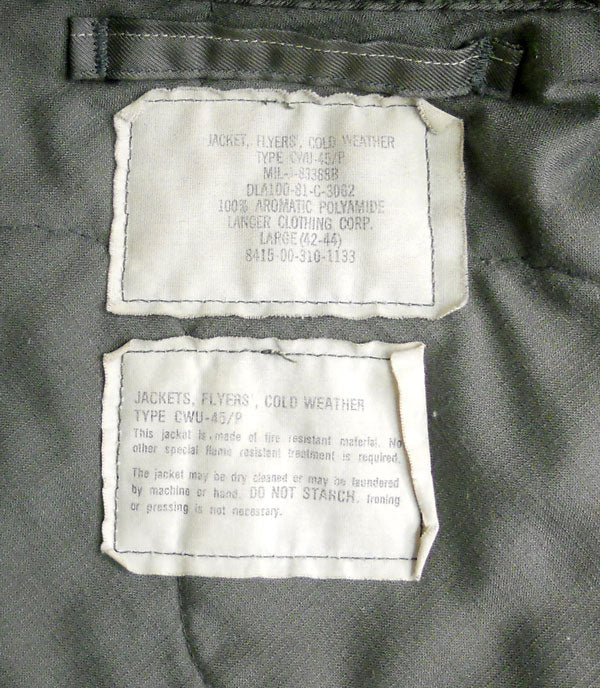 JACKET, FLYERS', COLD WEATHER
TYPE CWU-45/P
MIL-J-83388B
DLA100-81-C-3062
100% AROMATIC POLYAMIDE
LANCER CLOTHING CORP.
LARGE (42-44)
8415-00-310-1133
JACKETS, FLYERS', COLD WEATHER
TYPE CWU-45/P
This jacket is made of fire resistant material. No
other special flame resistant treatment is required.
The jacket may be dry cleaned or may be laundered
by machine or hand. DO NOT STARCH. Ironing
or pressing is not necessary.